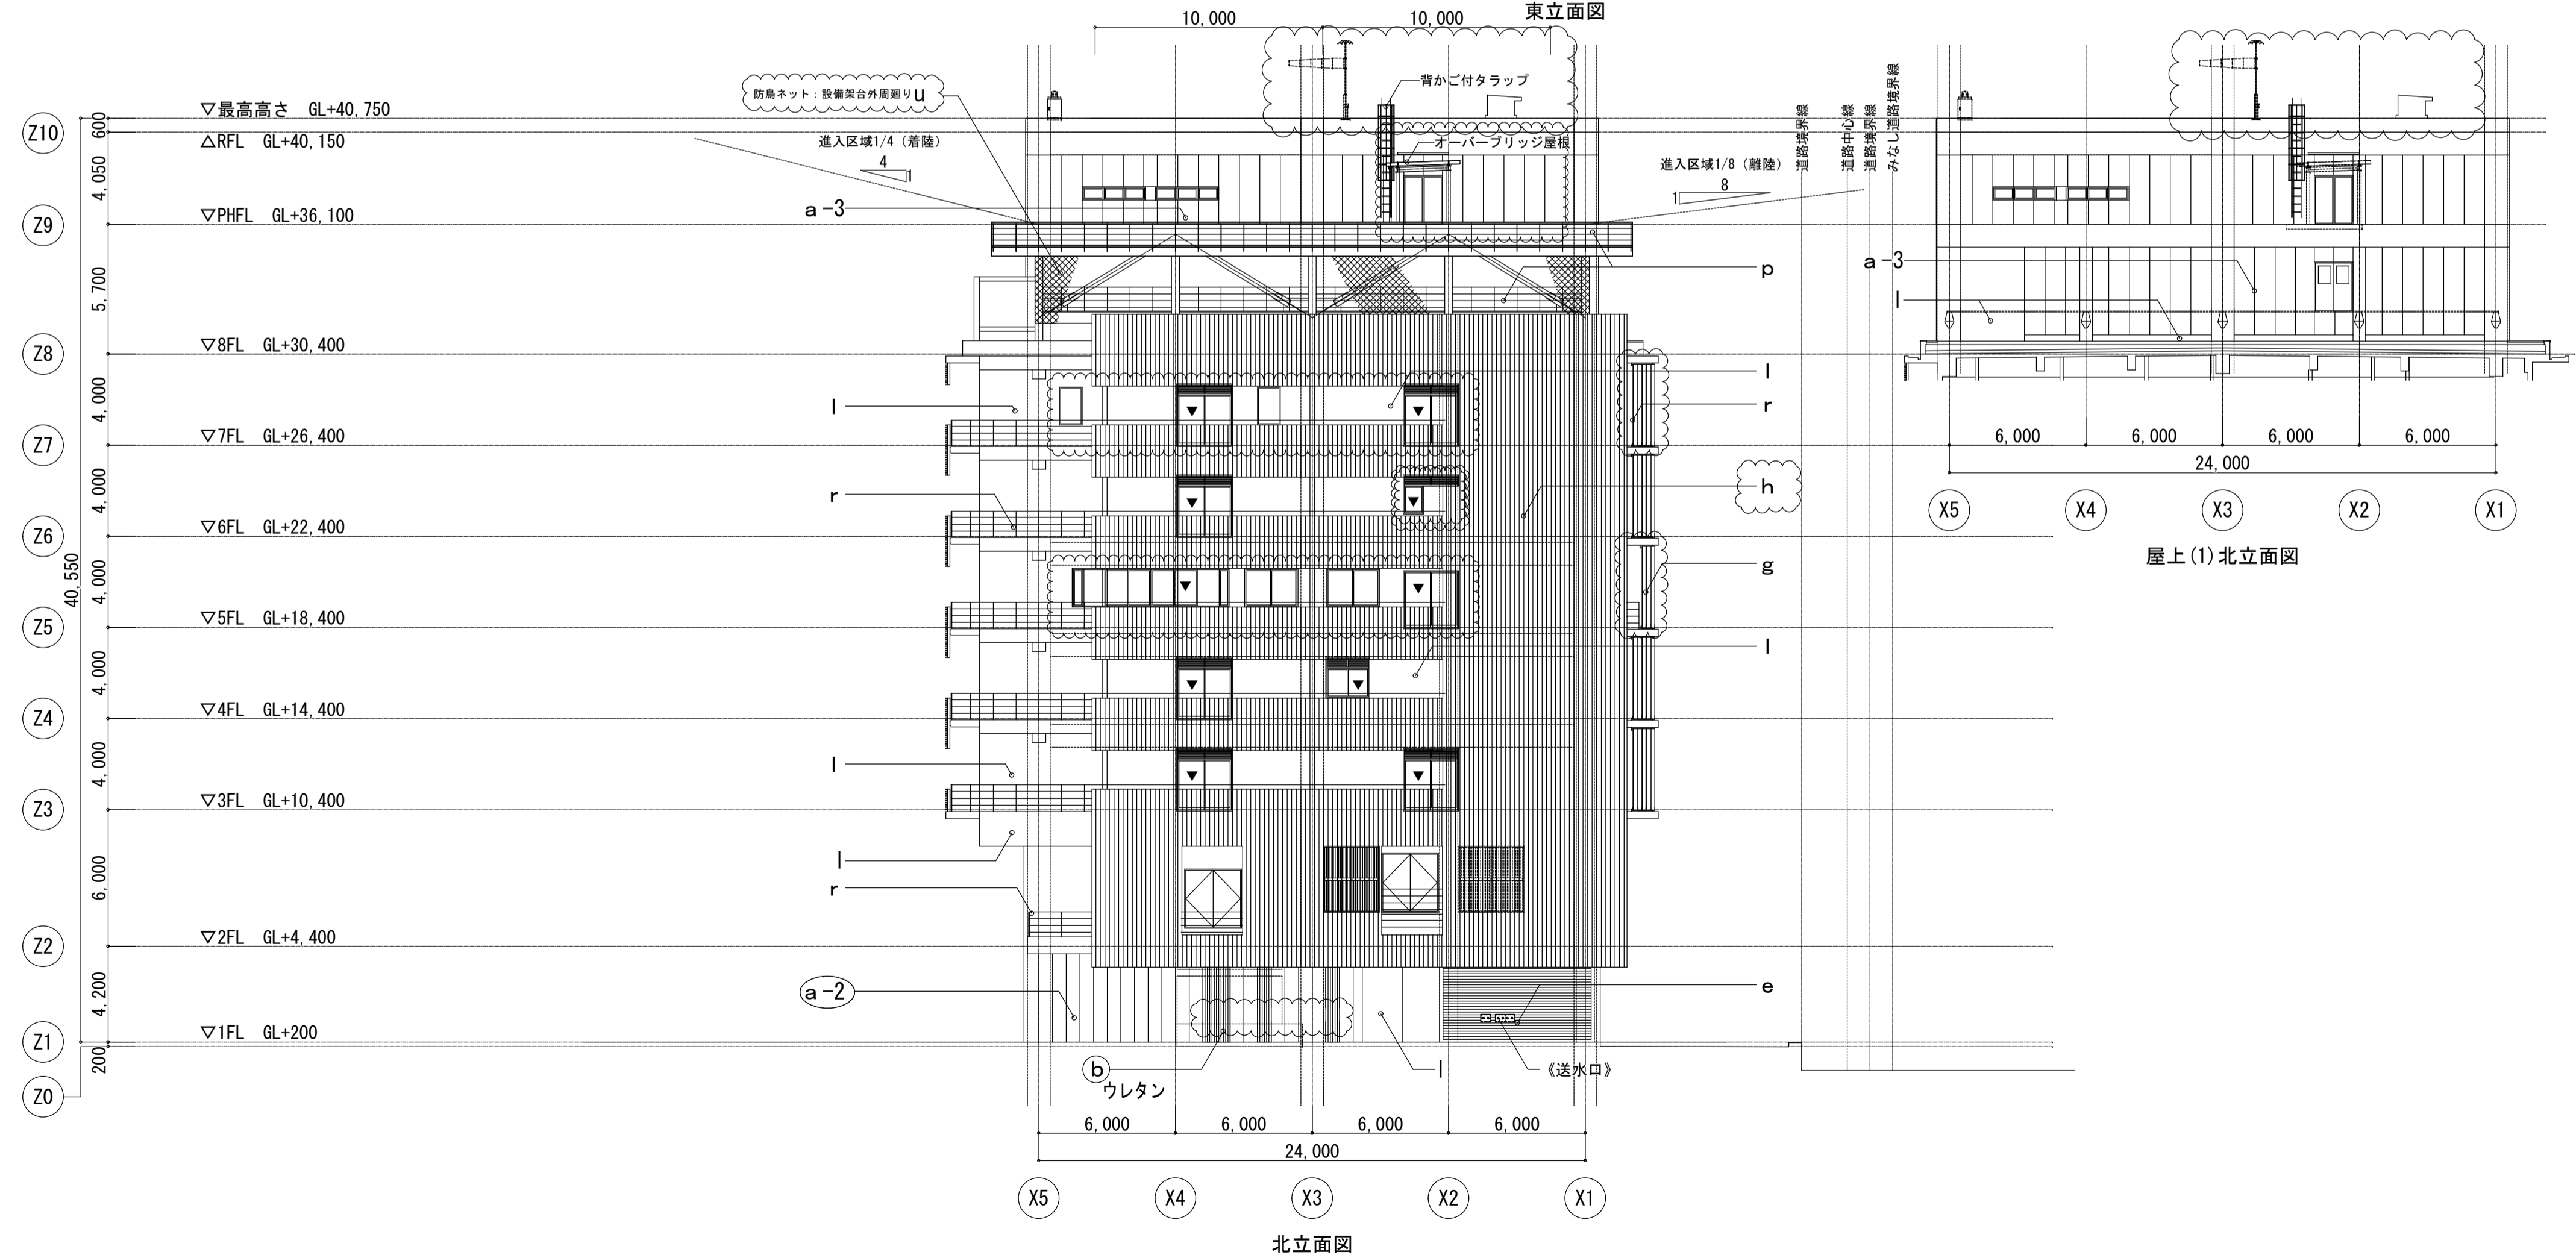 東立面図
10,000
10,000
防鳥ネット：設備架台外周廻りu
背かご付タラップ
オーバーブリッジ屋根
進入区域1/4（着陸）
4
1
進入区域1/8（離陸）
8
1
道路境界線
道路中心線
道路境界線
みなし道路境界線
Z10
600
▽最高高さ GL+40,750
△RFL GL+40,150
4,050
Z9
▽PHFL GL+36,100
a-3
5,700
p
Z8
▽8FL GL+30,400
4,000
l
l
r
Z7
▽7FL GL+26,400
4,000
r
h
Z6
▽6FL GL+22,400
40,550
4,000
g
Z5
▽5FL GL+18,400
4,000
l
Z4
▽4FL GL+14,400
4,000
l
Z3
▽3FL GL+10,400
6,000
l
r
Z2
▽2FL GL+4,400
4,200
a-2
e
Z1
▽1FL GL+200
200
Z0
b
ウレタン
l
《送水口》
6,000
6,000
6,000
6,000
24,000
X5
X4
X3
X2
X1
北立面図
a-3
l
6,000
6,000
6,000
6,000
24,000
X5
X4
X3
X2
X1
屋上(1)北立面図